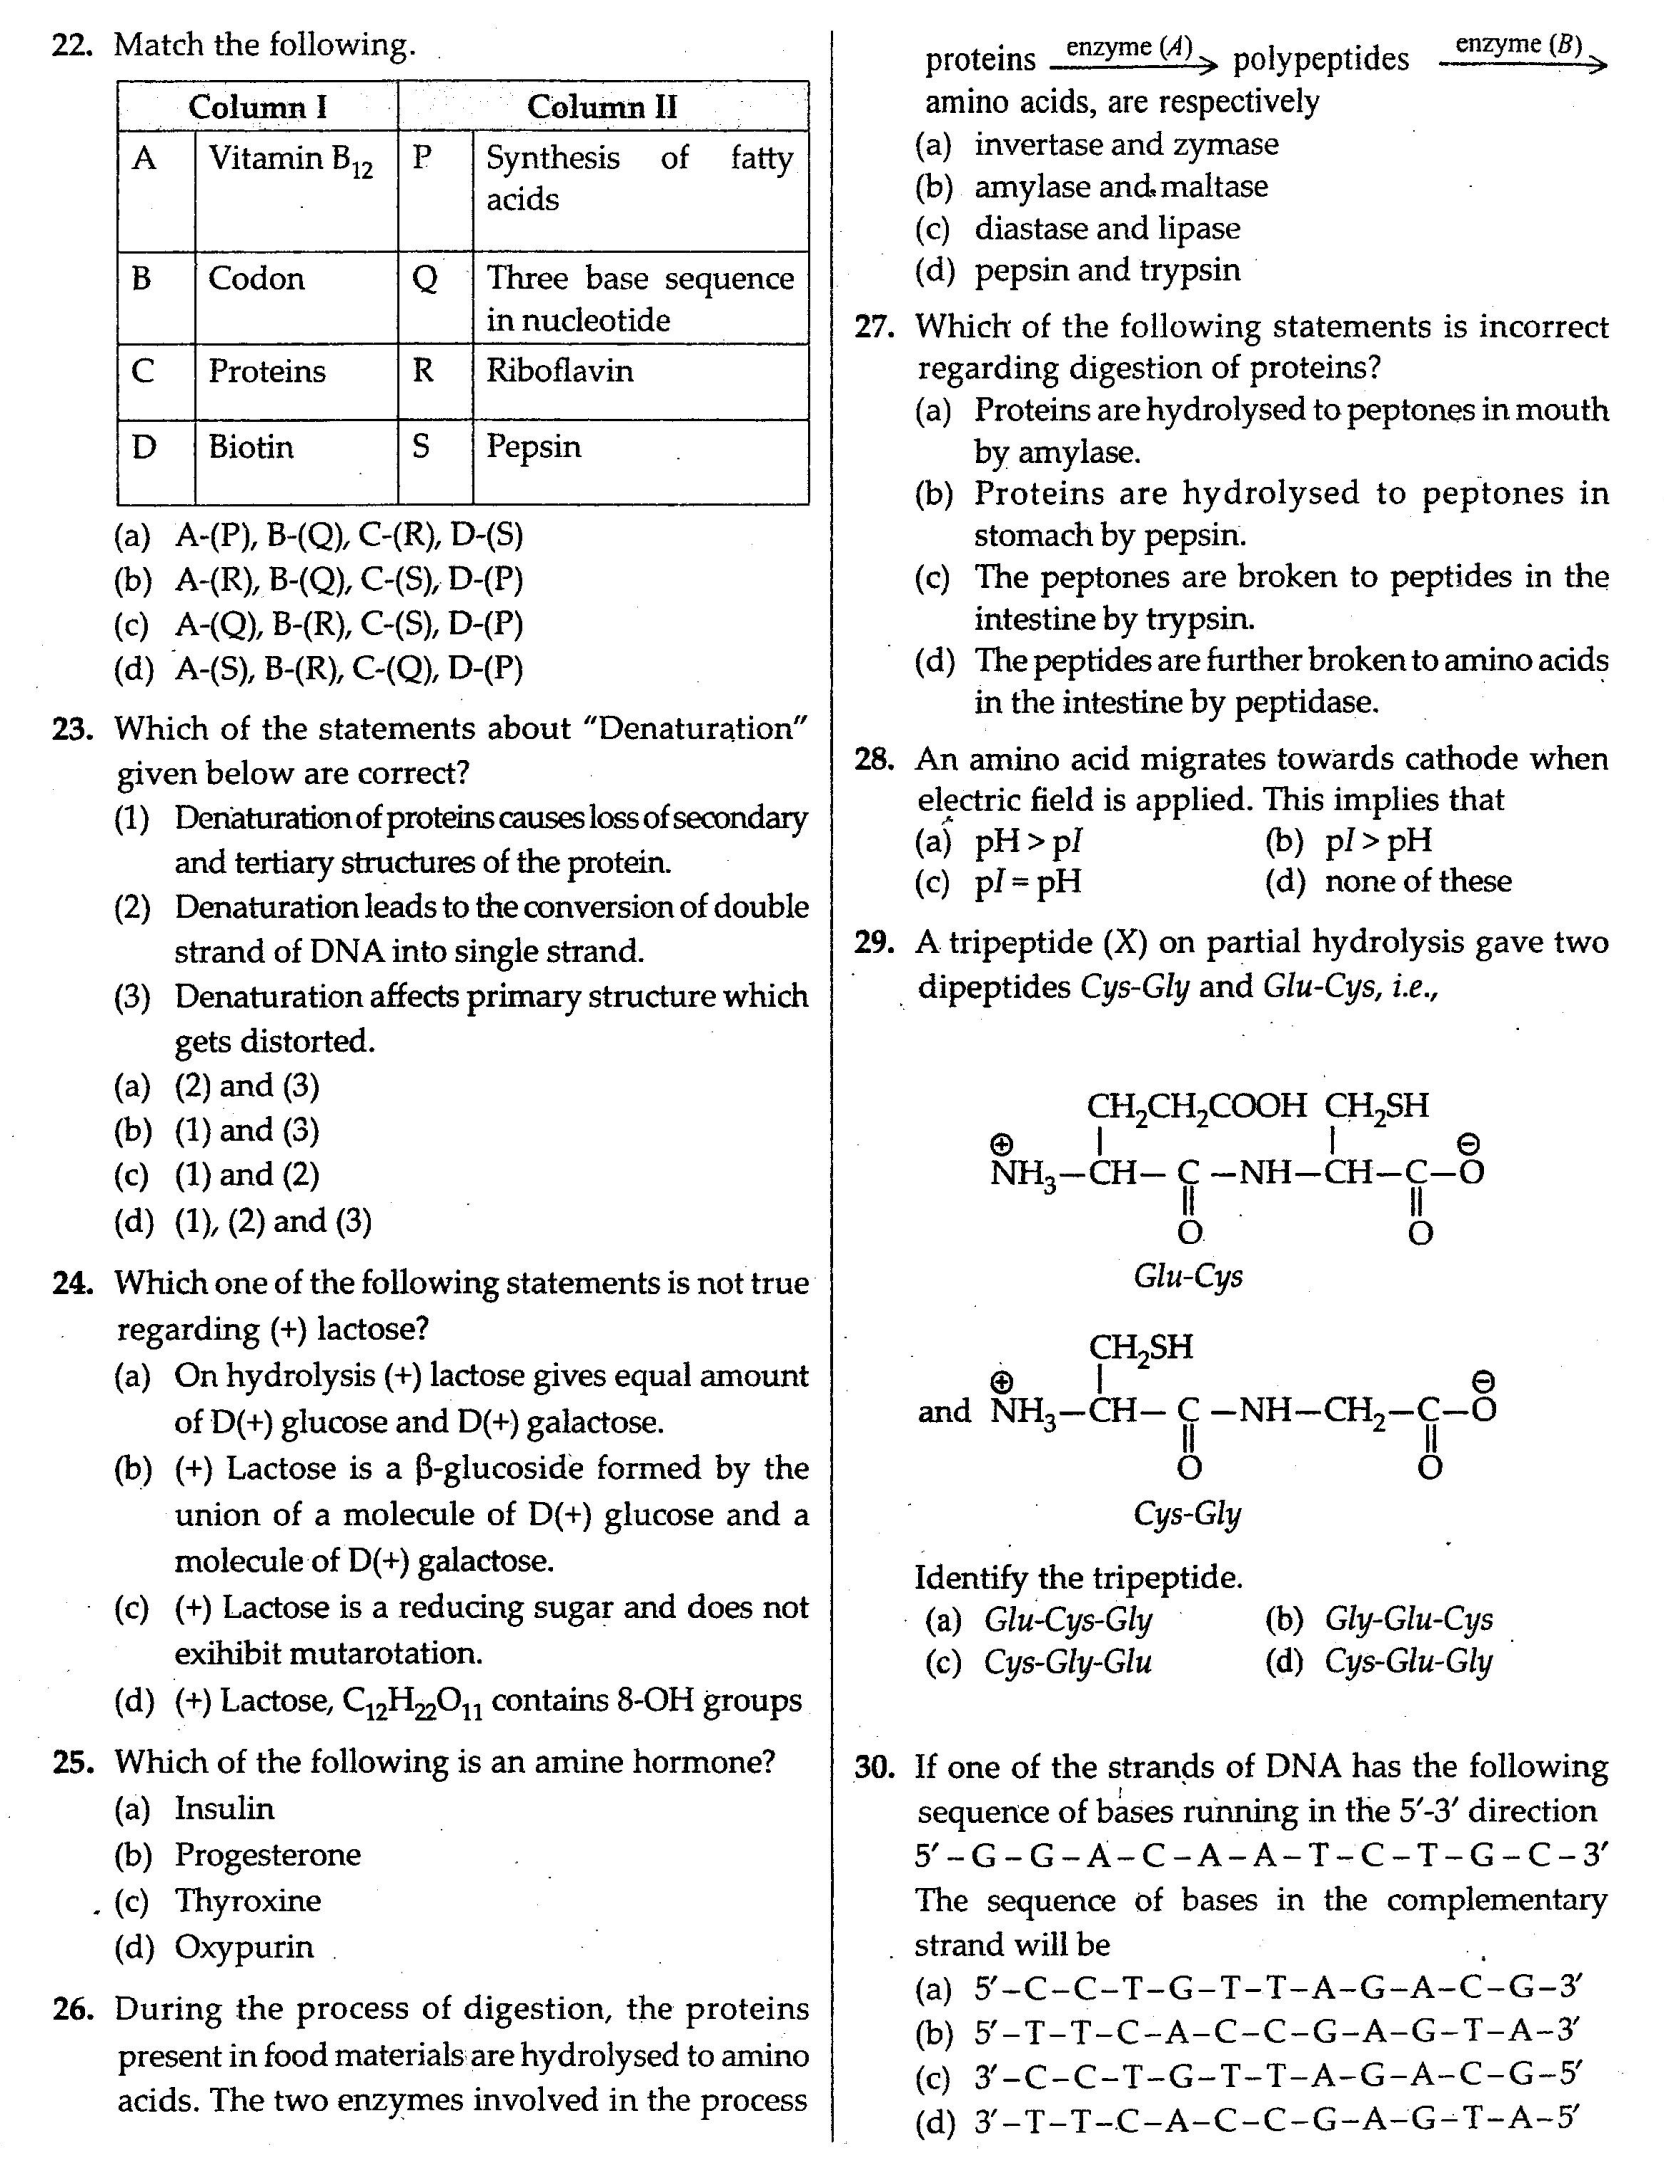 22. Match the following.
Column I Column II
A Vitamin B₁₂ P Synthesis of fatty
acids
B Codon Q Three base sequence
in nucleotide
C Proteins R Riboflavin
D Biotin S Pepsin
(a) A-(P), B-(Q), C-(R), D-(S)
(b) A-(R), B-(Q), C-(S), D-(P)
(c) A-(Q), B-(R), C-(S), D-(P)
(d) A-(S), B-(R), C-(Q), D-(P)
23. Which of the statements about "Denaturation"
given below are correct?
(1) Denaturation of proteins causes loss of secondary
and tertiary structures of the protein.
(2) Denaturation leads to the conversion of double
strand of DNA into single strand.
(3) Denaturation affects primary structure which
gets distorted.
(a) (2) and (3)
(b) (1) and (3)
(c) (1) and (2)
(d) (1), (2) and (3)
24. Which one of the following statements is not true
regarding (+) lactose?
(a) On hydrolysis (+) lactose gives equal amount
of D(+) glucose and D(+) galactose.
(b) (+) Lactose is a β-glucoside formed by the
union of a molecule of D(+) glucose and a
molecule of D(+) galactose.
(c) (+) Lactose is a reducing sugar and does not
exihibit mutarotation.
(d) (+) Lactose, C₁₂H₂₂O₁₁ contains 8-OH groups
25. Which of the following is an amine hormone?
(a) Insulin
(b) Progesterone
(c) Thyroxine
(d) Oxypurin
26. During the process of digestion, the proteins
present in food materials are hydrolysed to amino
acids. The two enzymes involved in the process
enzyme (A) enzyme (B)
proteins ⟶ polypeptides ⟶
amino acids, are respectively
(a) invertase and zymase
(b) amylase and maltase
(c) diastase and lipase
(d) pepsin and trypsin
27. Which of the following statements is incorrect
regarding digestion of proteins?
(a) Proteins are hydrolysed to peptones in mouth
by amylase.
(b) Proteins are hydrolysed to peptones in
stomach by pepsin.
(c) The peptones are broken to peptides in the
intestine by trypsin.
(d) The peptides are further broken to amino acids
in the intestine by peptidase.
28. An amino acid migrates towards cathode when
electric field is applied. This implies that
(a) pH > pI (b) pI > pH
(c) pI = pH (d) none of these
29. A tripeptide (X) on partial hydrolysis gave two
dipeptides Cys-Gly and Glu-Cys, i.e.,
CH₂CH₂COOH CH₂SH
⊕ | | ⊖
NH₃–CH–C–NH–CH–C–O
|| ||
O O
Glu-Cys
CH₂SH
⊕ | ⊖
and NH₃–CH–C–NH–CH₂–C–O
|| ||
O O
Cys-Gly
Identify the tripeptide.
(a) Glu-Cys-Gly (b) Gly-Glu-Cys
(c) Cys-Gly-Glu (d) Cys-Glu-Gly
30. If one of the strands of DNA has the following
sequence of bases running in the 5′-3′ direction
5′–G–G–A–C–A–A–T–C–T–G–C–3′
The sequence of bases in the complementary
strand will be
(a) 5′–C–C–T–G–T–T–A–G–A–C–G–3′
(b) 5′–T–T–C–A–C–C–G–A–G–T–A–3′
(c) 3′–C–C–T–G–T–T–A–G–A–C–G–5′
(d) 3′–T–T–C–A–C–C–G–A–G–T–A–5′